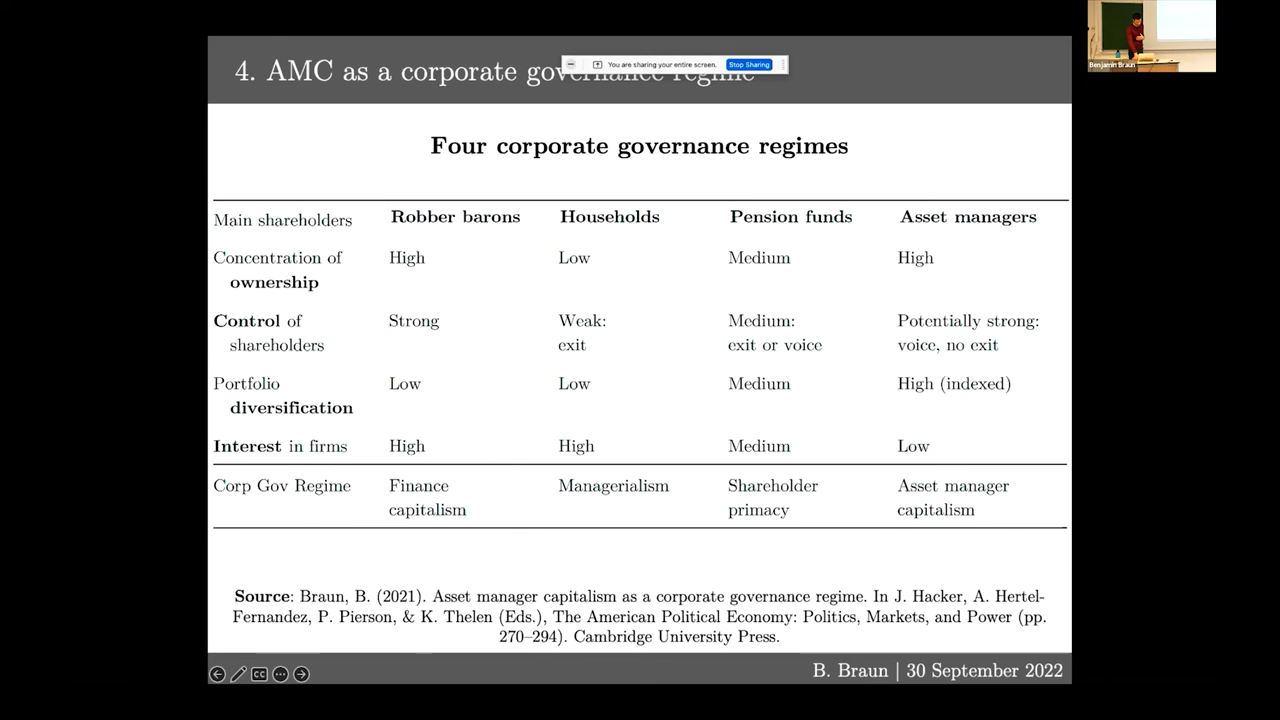 4. AMC as a corporate governance regime
You are sharing your entire screen. Stop Sharing
Benjamin Braun
Four corporate governance regimes
Main shareholders Robber barons Households Pension funds Asset managers
Concentration of High Low Medium High
ownership
Control of Strong Weak: Medium: Potentially strong:
shareholders exit exit or voice voice, no exit
Portfolio Low Low Medium High (indexed)
diversification
Interest in firms High High Medium Low
Corp Gov Regime Finance Managerialism Shareholder Asset manager
capitalism primacy capitalism
Source: Braun, B. (2021). Asset manager capitalism as a corporate governance regime. In J. Hacker, A. Hertel-
Fernandez, P. Pierson, & K. Thelen (Eds.), The American Political Economy: Politics, Markets, and Power (pp.
270–294). Cambridge University Press.
CC
B. Braun | 30 September 2022